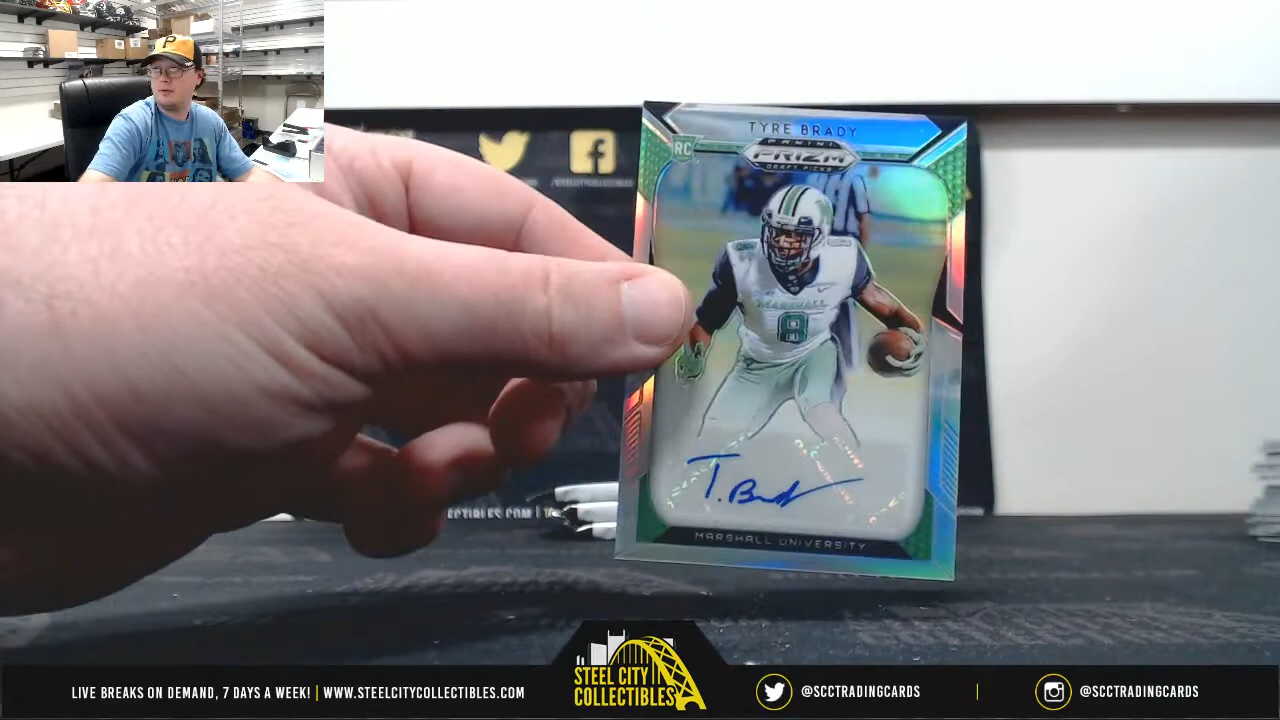 P
TYRE BRADY
RC
PANINI
PRIZM
DRAFT PICKS
MARSHALL
8
T. Brady
MARSHALL UNIVERSITY
LIVE BREAKS ON DEMAND, 7 DAYS A WEEK! | WWW.STEELCITYCOLLECTIBLES.COM
STEEL CITY
COLLECTIBLES
@SCCTRADINGCARDS
|
@SCCTRADINGCARDS